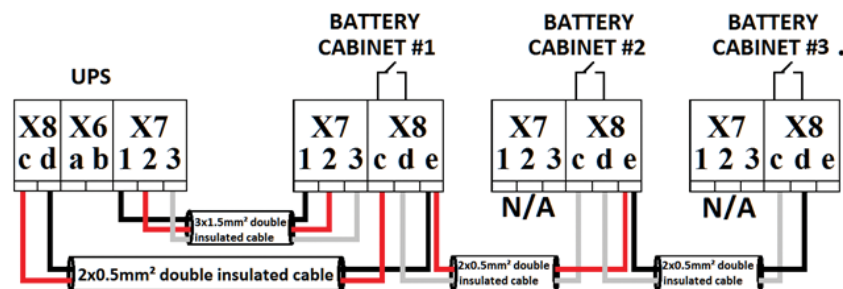 BATTERY
CABINET #1
BATTERY
CABINET #2
BATTERY
CABINET #3 .
UPS
X8 X6 X7
c d a b 1 2 3
X7 X8
1 2 3 c d e
X7 X8
1 2 3 c d e
X7 X8
1 2 3 c d e
N/A
N/A
3x1.5mm² double
insulated cable
2x0.5mm² double insulated cable
2x0.5mm² double
insulated cable
2x0.5mm² double
insulated cable